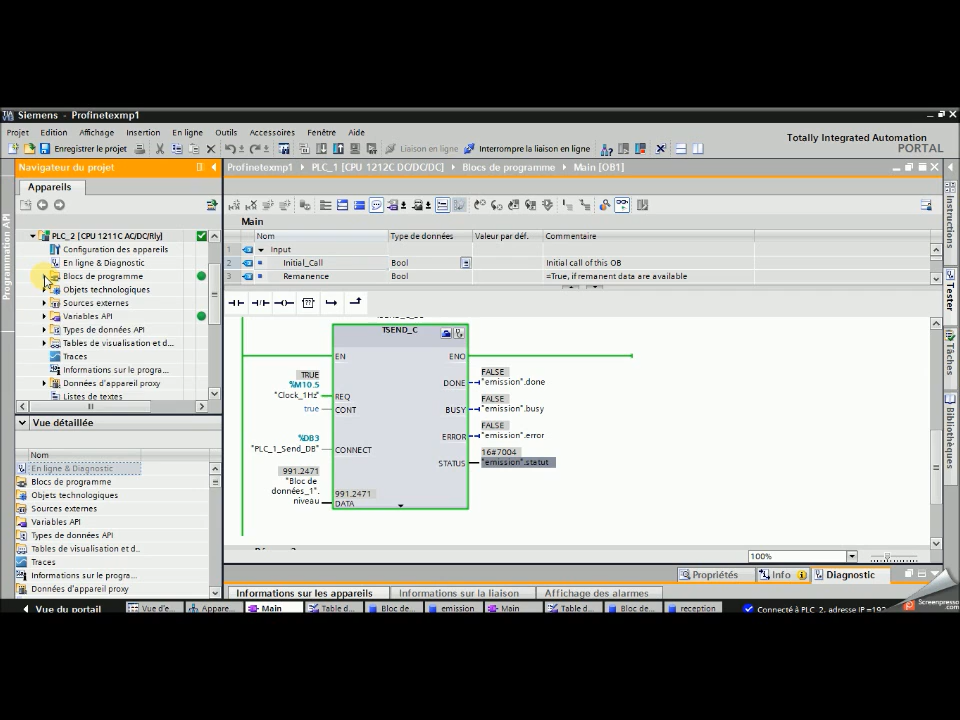 Siemens - Profinetexmp1
Projet Edition Affichage Insertion En ligne Outils Accessoires Fenêtre Aide
Totally Integrated Automation
PORTAL
Enregistrer le projet
Liaison en ligne
Interrompre la liaison en ligne
Navigateur du projet
Profinetexmp1 PLC_1 [CPU 1212C DC/DC/DC] Blocs de programme Main [OB1]
Appareils
Programmation API
PLC_2 [CPU 1211C AC/DC/Rly]
Configuration des appareils
En ligne & Diagnostic
Blocs de programme
Objets technologiques
Sources externes
Variables API
Types de données API
Tables de visualisation et d...
Traces
Informations sur le progra...
Données d'appareil proxy
Listes de textes
Vue détaillée
Nom
En ligne & Diagnostic
Blocs de programme
Objets technologiques
Sources externes
Variables API
Types de données API
Tables de visualisation et d..
Traces
Informations sur le progra...
Données d'appareil proxy
Main
Nom Type de données Valeur par déf. Commentaire
1 Input
2 Initial_Call Bool Initial call of this OB
3 Remanence Bool =True, if remanent data are available
TSEND_C
EN ENO
TRUE
%M10.5
"Clock_1Hz" REQ
true CONT
%DB3
"PLC_1_Send_DB" CONNECT
991.2471
"Bloc de
données_1".
niveau
991.2471
DATA
FALSE
DONE "emission".done
FALSE
BUSY "emission".busy
FALSE
ERROR "emission".error
16#7004
STATUS "emission".statut
100%
Propriétés Info Diagnostic
Informations sur les appareils Informations sur la liaison Affichage des alarmes
Vue du portail Vue d'e... Appare... Main Table d... Bloc de... emission Main Table d... Bloc de... reception
Connecté à PLC_2, adresse IP =192
Screenpresso
.com
Instructions
Tester
Tâches
Bibliothèques